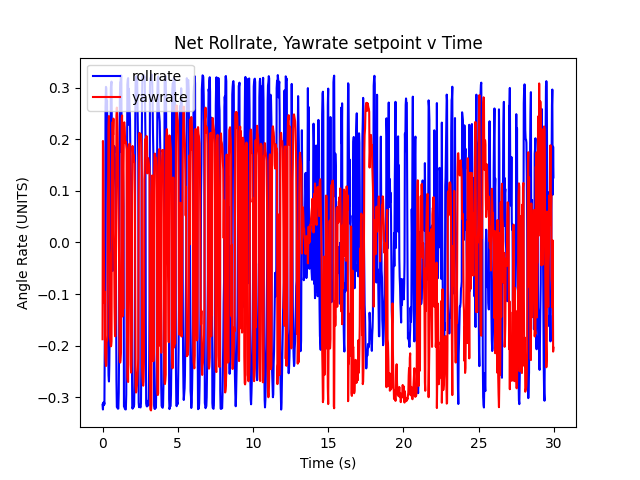 Net Rollrate, Yawrate setpoint v Time
rollrate
yawrate
0.3
0.2
0.1
0.0
−0.1
−0.2
−0.3
Angle Rate (UNITS)
0 5 10 15 20 25 30
Time (s)